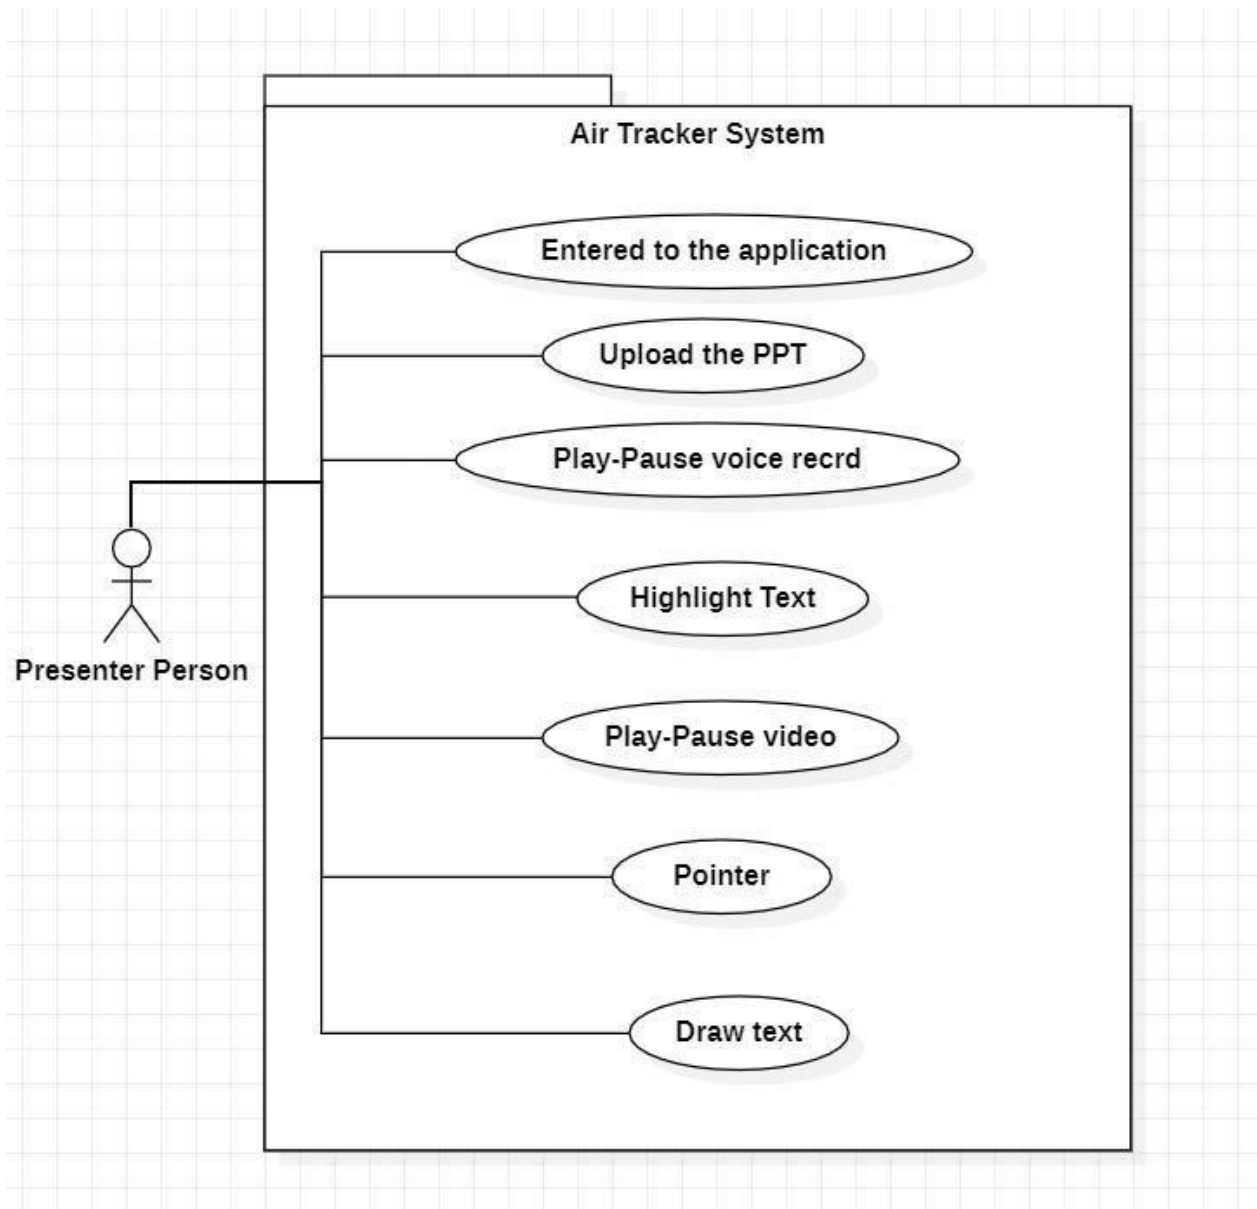 Air Tracker System
Entered to the application
Upload the PPT
Play-Pause voice recrd
Highlight Text
Presenter Person
Play-Pause video
Pointer
Draw text